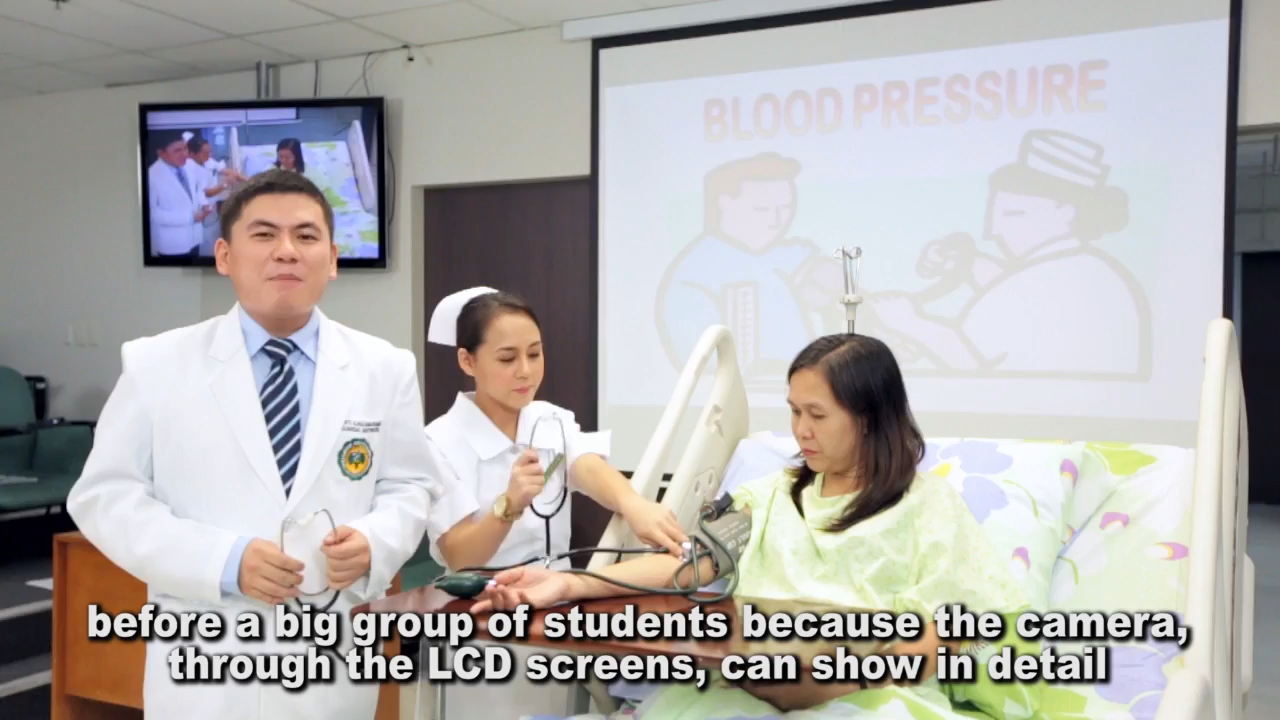 BLOOD PRESSURE
before a big group of students because the camera,
through the LCD screens, can show in detail